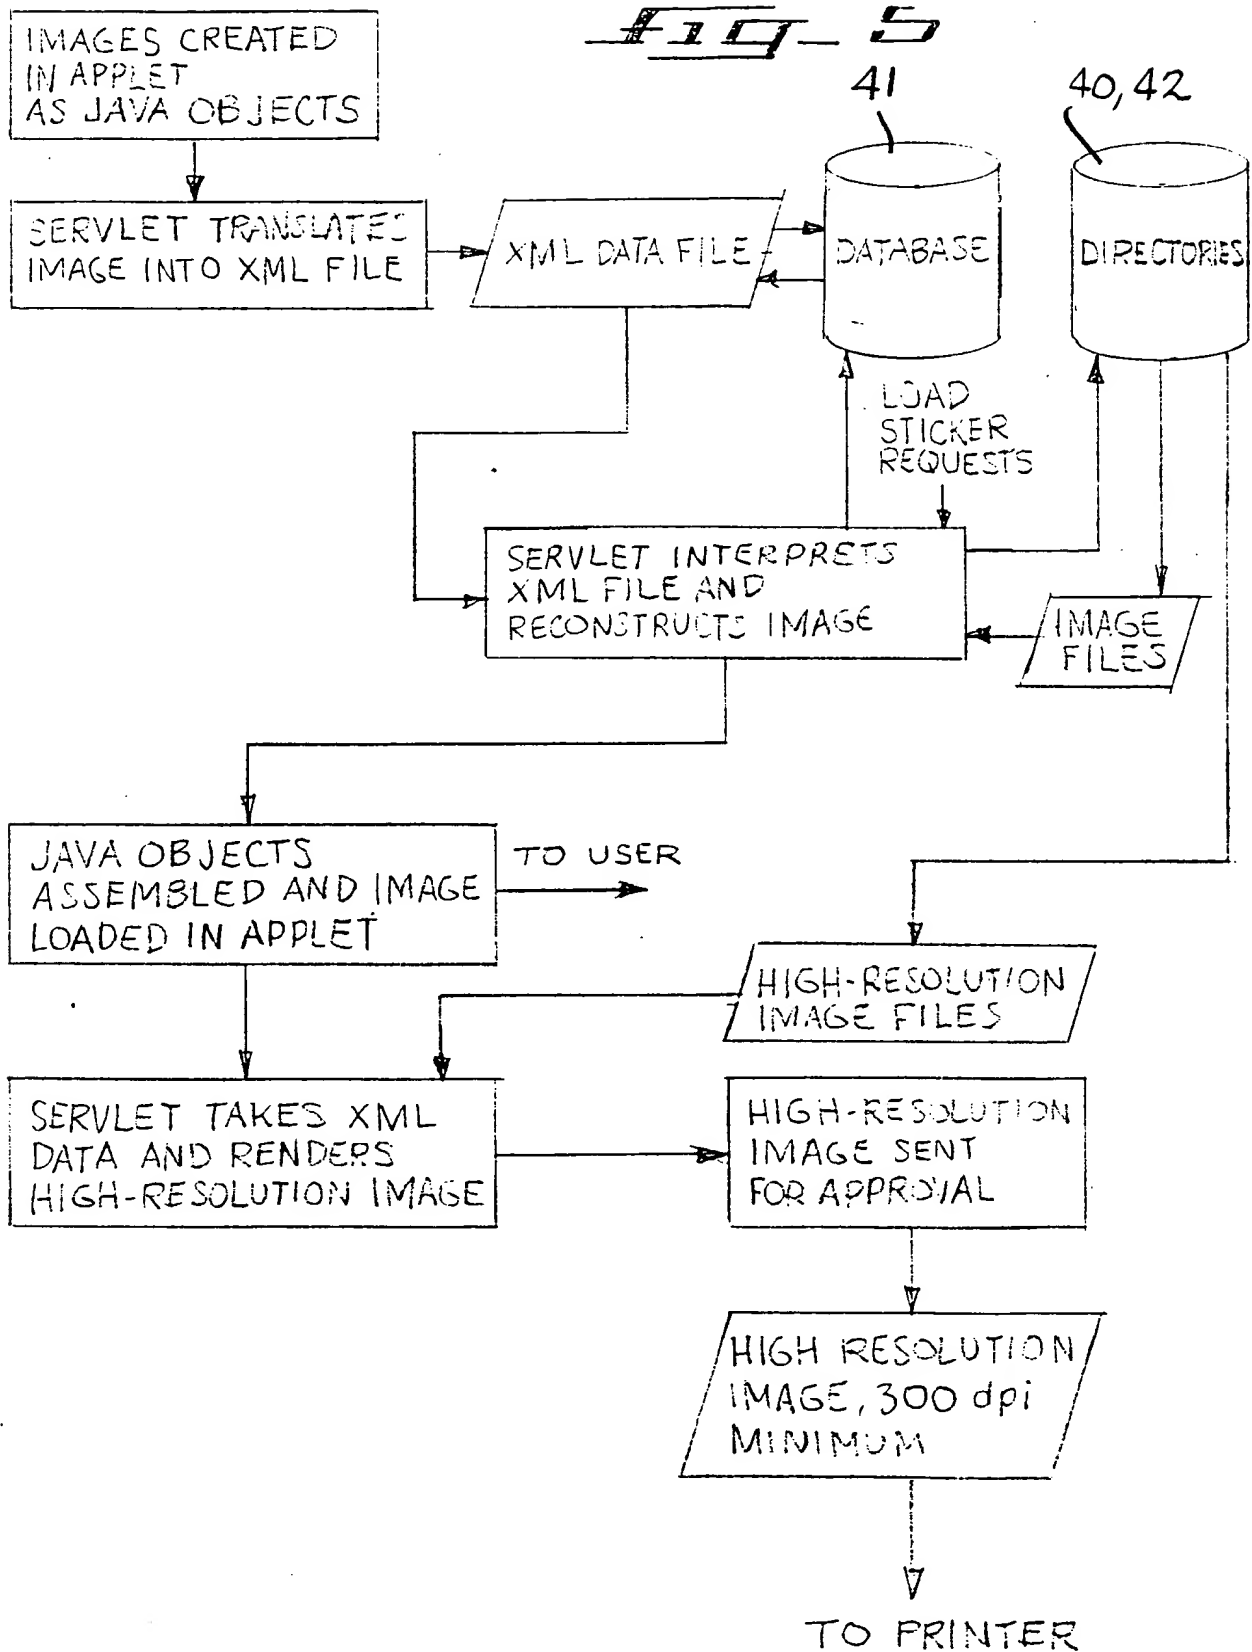 Fig. 5
IMAGES CREATED
IN APPLET
AS JAVA OBJECTS
41
40, 42
SERVLET TRANSLATES
IMAGE INTO XML FILE
XML DATA FILE
DATABASE
DIRECTORIES
LOAD
STICKER
REQUESTS
SERVLET INTERPRETS
XML FILE AND
RECONSTRUCTS IMAGE
IMAGE
FILES
JAVA OBJECTS
ASSEMBLED AND IMAGE
LOADED IN APPLET
TO USER
HIGH-RESOLUTION
IMAGE FILES
SERVLET TAKES XML
DATA AND RENDERS
HIGH-RESOLUTION IMAGE
HIGH-RESOLUTION
IMAGE SENT
FOR APPROVAL
HIGH RESOLUTION
IMAGE, 300 dpi
MINIMUM
TO PRINTER